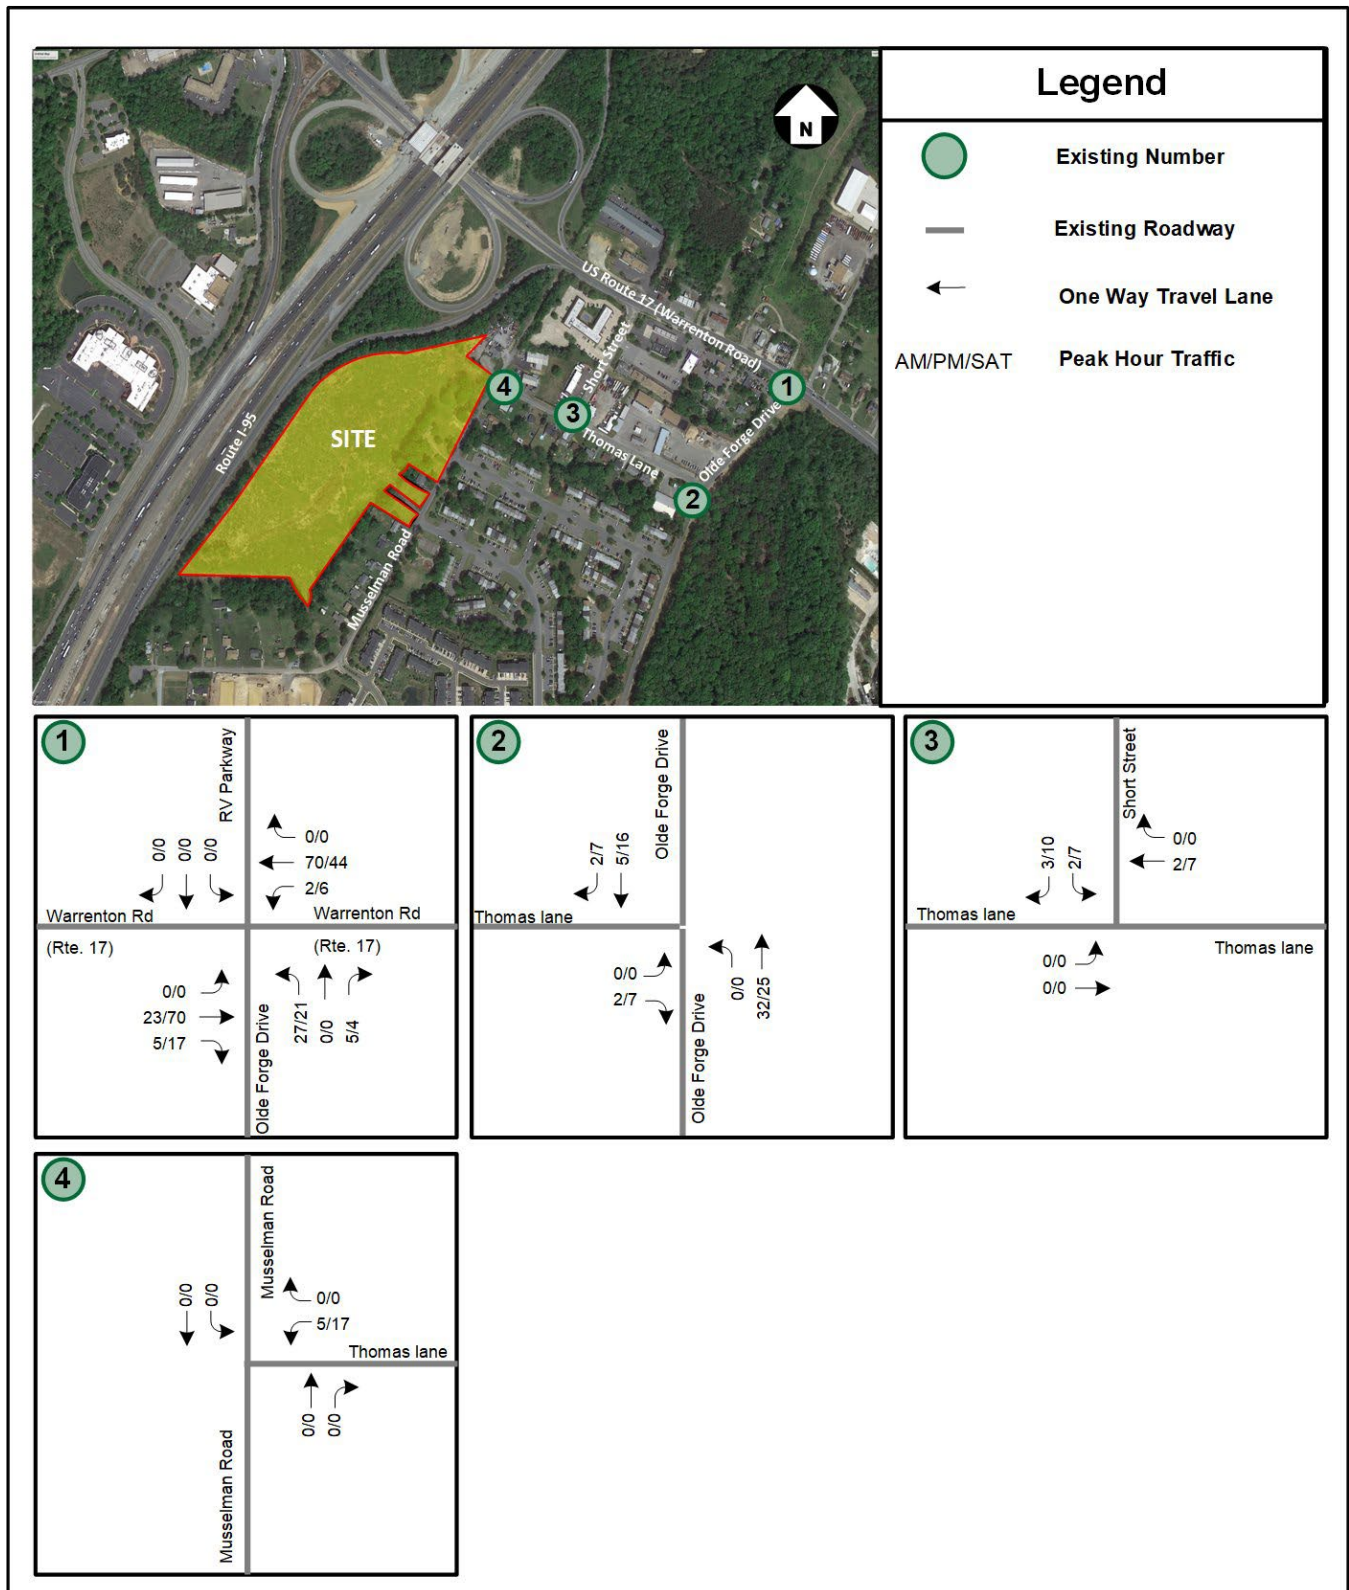 Legend
Existing Number
Existing Roadway
One Way Travel Lane
AM/PM/SAT Peak Hour Traffic
N
US Route 17 (Warrenton Road)
Short Street
Route I-95
SITE
4
3
1
2
Thomas Lane
Olde Forge Drive
Musselman Road
1
RV Parkway
0/0
0/0
0/0
0/0
70/44
2/6
Warrenton Rd
(Rte. 17)
Warrenton Rd
(Rte. 17)
0/0
23/70
5/17
Olde Forge Drive
27/21
0/0
5/4
2
Olde Forge Drive
2/7
5/16
Thomas lane
0/0
2/7
Olde Forge Drive
0/0
32/25
3
Short Street
3/10
2/7
0/0
2/7
Thomas lane
Thomas lane
0/0
0/0
4
Musselman Road
0/0
0/0
0/0
5/17
Thomas lane
0/0
0/0
Musselman Road